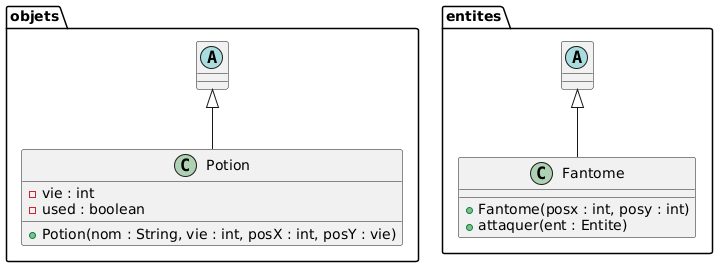 objets
entites
A
A
C Potion
vie : int
used : boolean
Potion(nom : String, vie : int, posX : int, posY : vie)
C Fantome
Fantome(posx : int, posy : int)
attaquer(ent : Entite)